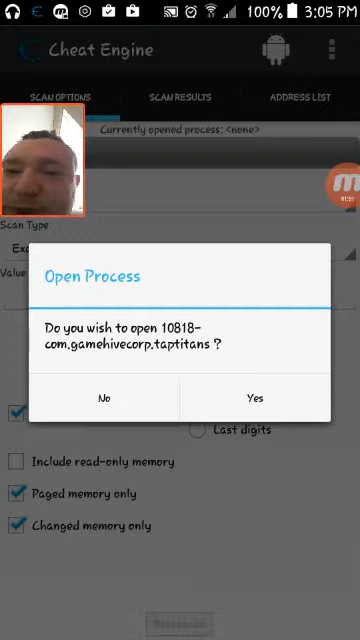 100% 3:05 PM
Cheat Engine
SCAN OPTIONS SCAN RESULTS ADDRESS LIST
Currently opened process: <none>
Scan Type
Exa
Value
Open Process
Do you wish to open 10818-
com.gamehivecorp.taptitans ?
No Yes
Last digits
Include read-only memory
Paged memory only
Changed memory only